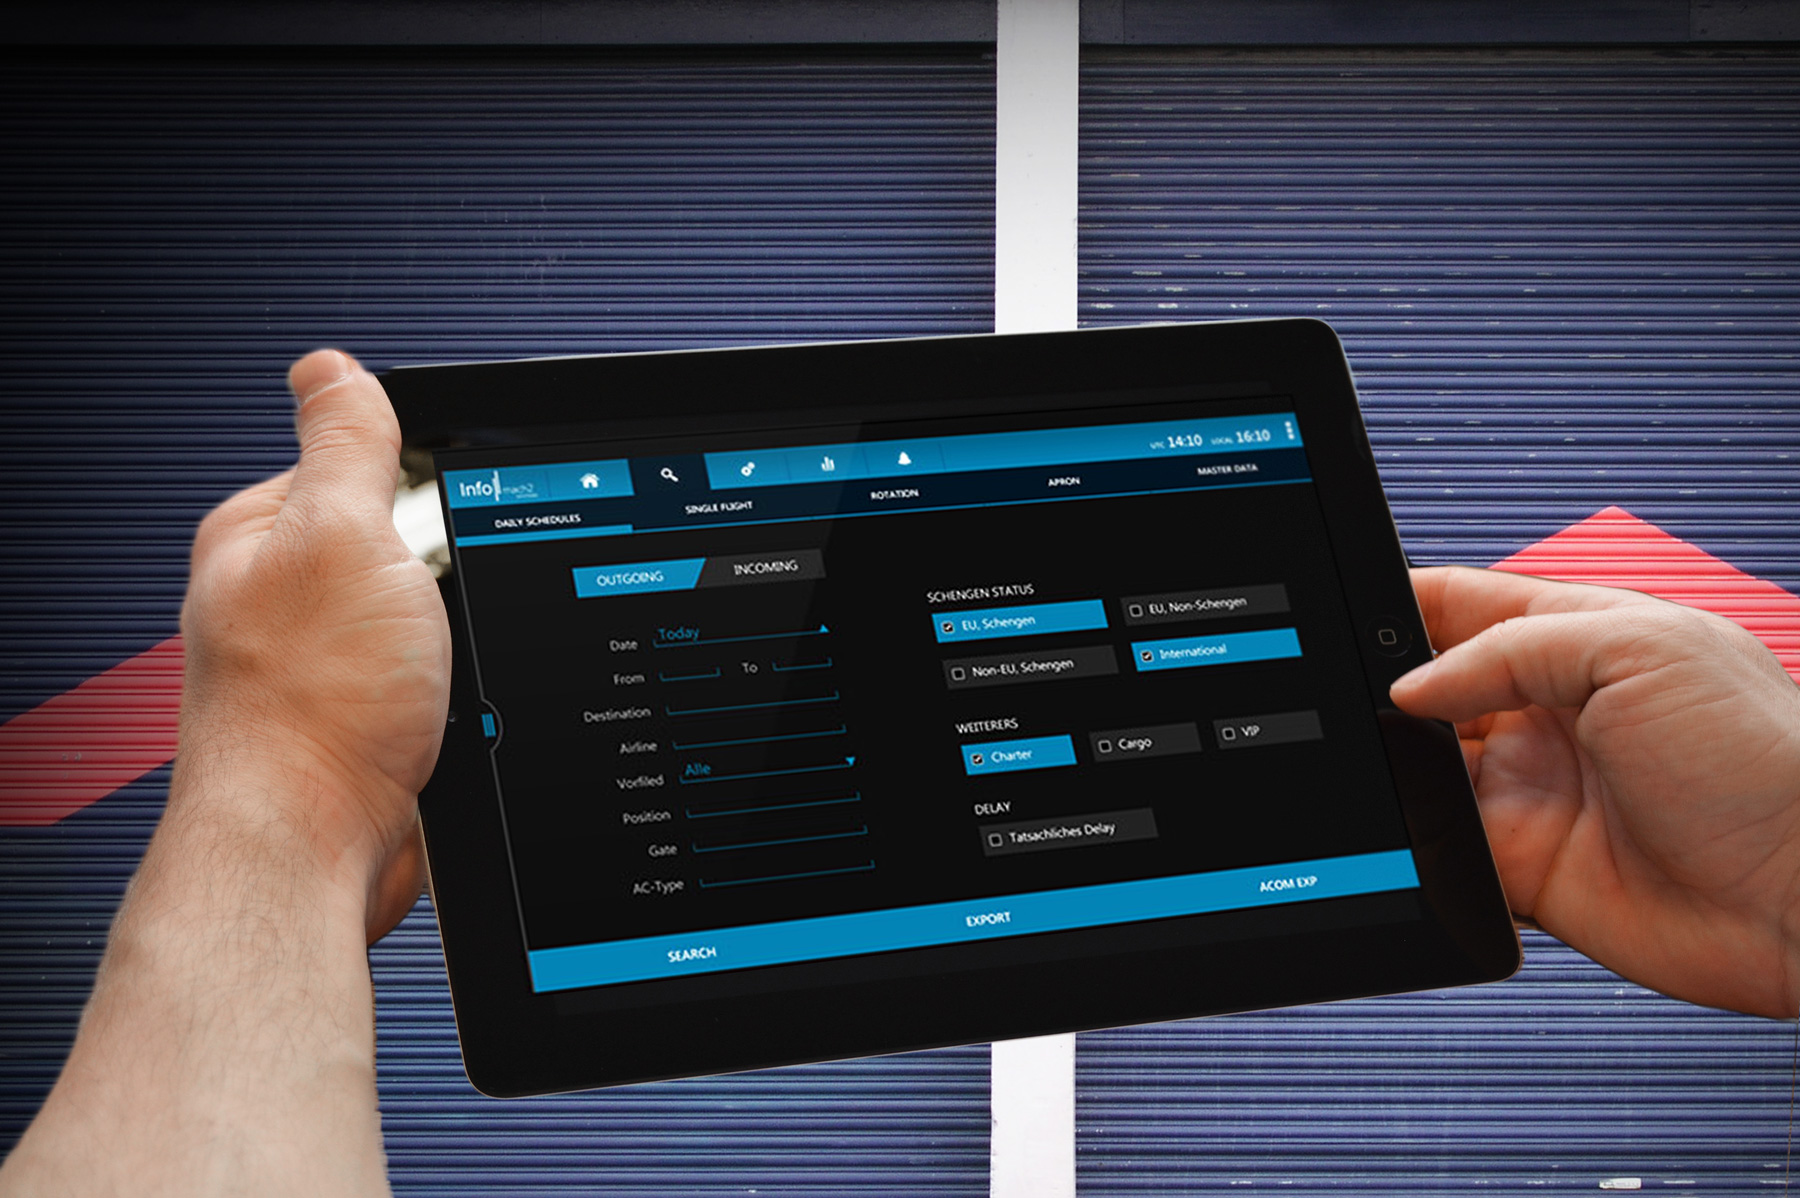 Info mach2
UTC 14:10 LOCAL 16:10
DAILY SCHEDULES SINGLE FLIGHT ROTATION APRON MASTER DATA
OUTGOING INCOMING
Date Today
From To
Destination
Airline
Vorfiled Alle
Position
Gate
AC-Type
SCHENGEN STATUS
EU, Schengen EU, Non-Schengen
Non-EU, Schengen International
WEITERERS
Charter Cargo VIP
DELAY
Tatsachliches Delay
SEARCH EXPORT ACOM EXP